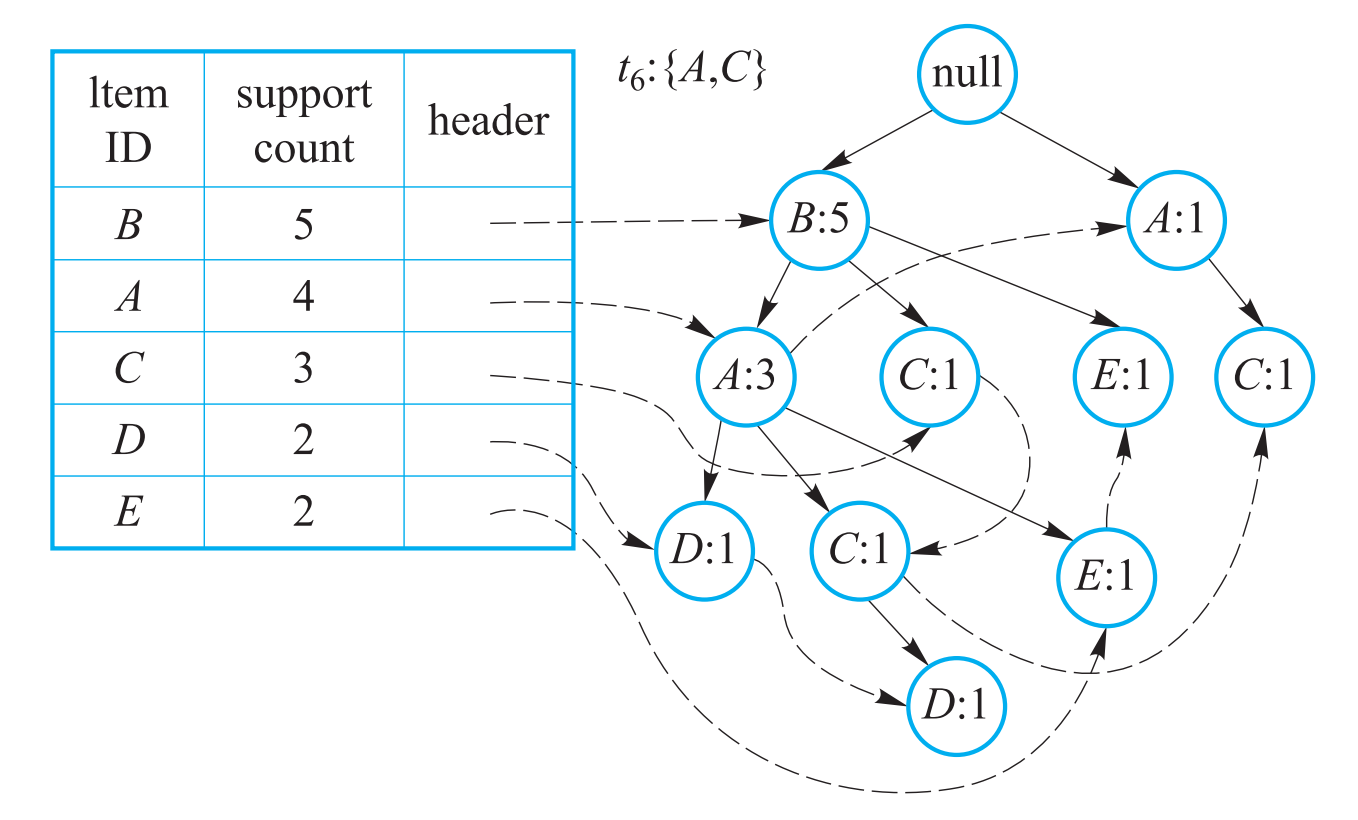 ltem
ID
support
count
header
B
5
A
4
C
3
D
2
E
2
t₆:{A,C}
null
B:5
A:1
A:3
C:1
E:1
C:1
D:1
C:1
E:1
D:1